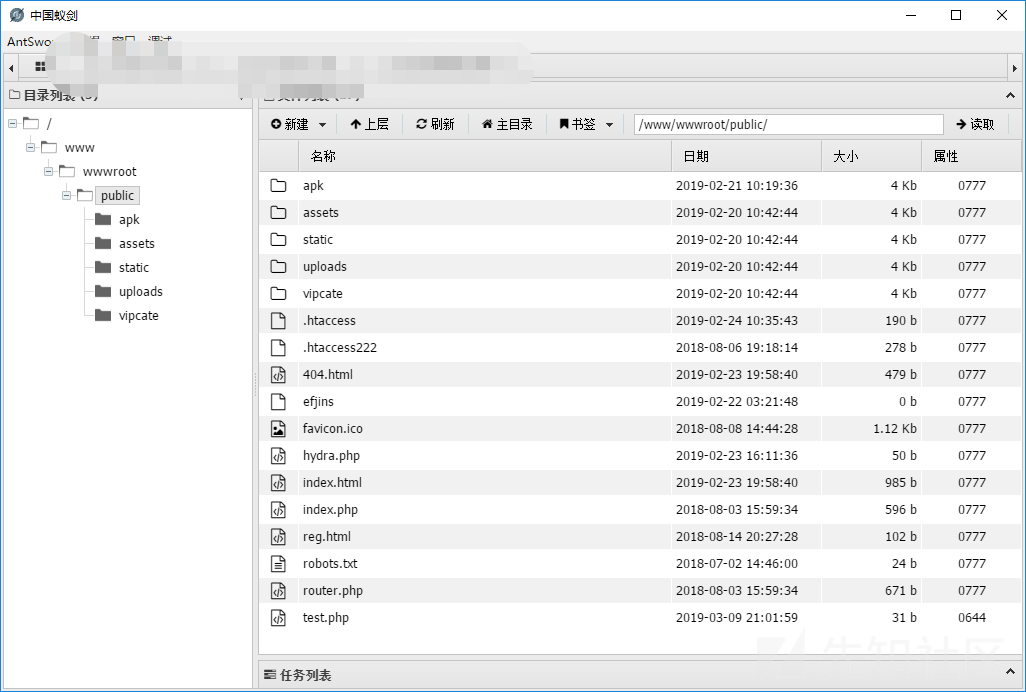 中国蚁剑
AntSwo
目录列表 (5)
新建 上层 刷新 主目录 书签 /www/wwwroot/public/ 读取
/
www
wwwroot
public
apk
assets
static
uploads
vipcate
名称 日期 大小 属性
apk 2019-02-21 10:19:36 4 Kb 0777
assets 2019-02-20 10:42:44 4 Kb 0777
static 2019-02-20 10:42:44 4 Kb 0777
uploads 2019-02-20 10:42:44 4 Kb 0777
vipcate 2019-02-20 10:42:44 4 Kb 0777
.htaccess 2019-02-24 10:35:43 190 b 0777
.htaccess222 2018-08-06 19:18:14 278 b 0777
404.html 2019-02-23 19:58:40 479 b 0777
efjins 2019-02-22 03:21:48 0 b 0777
favicon.ico 2018-08-08 14:44:28 1.12 Kb 0777
hydra.php 2019-02-23 16:11:36 50 b 0777
index.html 2019-02-23 19:58:40 985 b 0777
index.php 2018-08-03 15:59:34 596 b 0777
reg.html 2018-08-14 20:27:28 102 b 0777
robots.txt 2018-07-02 14:46:00 24 b 0777
router.php 2018-08-03 15:59:34 671 b 0777
test.php 2019-03-09 21:01:59 31 b 0644
先知社区
任务列表